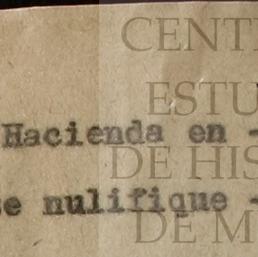 CENT
ESTU
Hacienda en -
DE HIS
se nulifique -
DE M